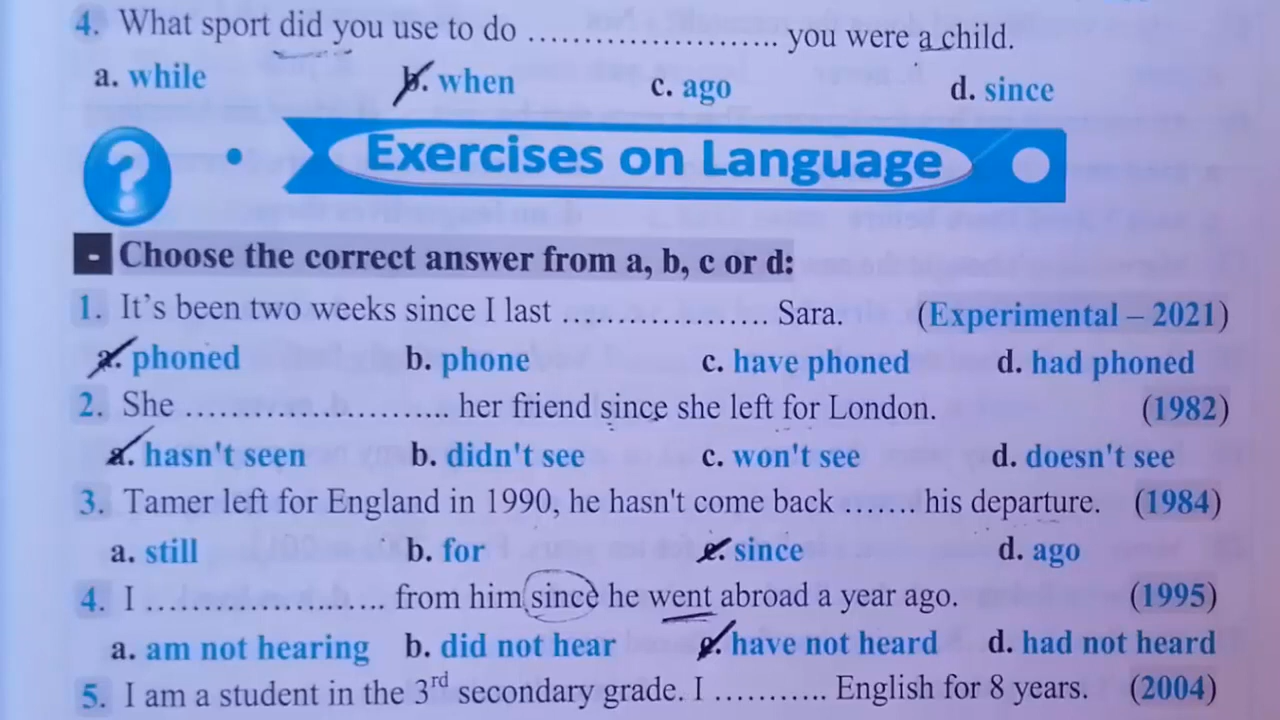 4. What sport did you use to do ........................ you were a child.
a. while b. when c. ago d. since
Exercises on Language
- Choose the correct answer from a, b, c or d:
1. It's been two weeks since I last .................. Sara. (Experimental – 2021)
a. phoned b. phone c. have phoned d. had phoned
2. She ........................ her friend since she left for London. (1982)
a. hasn't seen b. didn't see c. won't see d. doesn't see
3. Tamer left for England in 1990, he hasn't come back ....... his departure. (1984)
a. still b. for c. since d. ago
4. I ........................ from him since he went abroad a year ago. (1995)
a. am not hearing b. did not hear c. have not heard d. had not heard
5. I am a student in the 3rd secondary grade. I ........... English for 8 years. (2004)